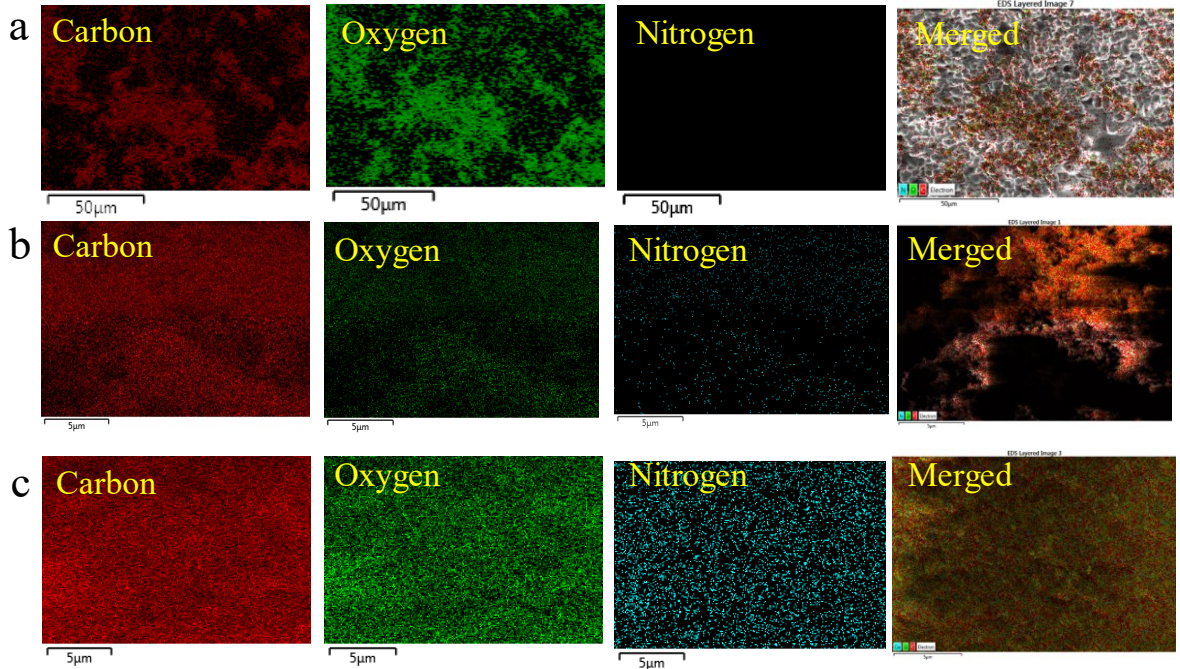 EDS Layered Image 7
a
Carbon
Oxygen
Nitrogen
Merged
N O C Electron
50μm
50μm
50μm
50μm
EDS Layered Image 1
b
Carbon
Oxygen
Nitrogen
Merged
N O C Electron
5μm
5μm
5μm
5μm
EDS Layered Image 3
c
Carbon
Oxygen
Nitrogen
Merged
Electron
5μm
5μm
5μm
5μm